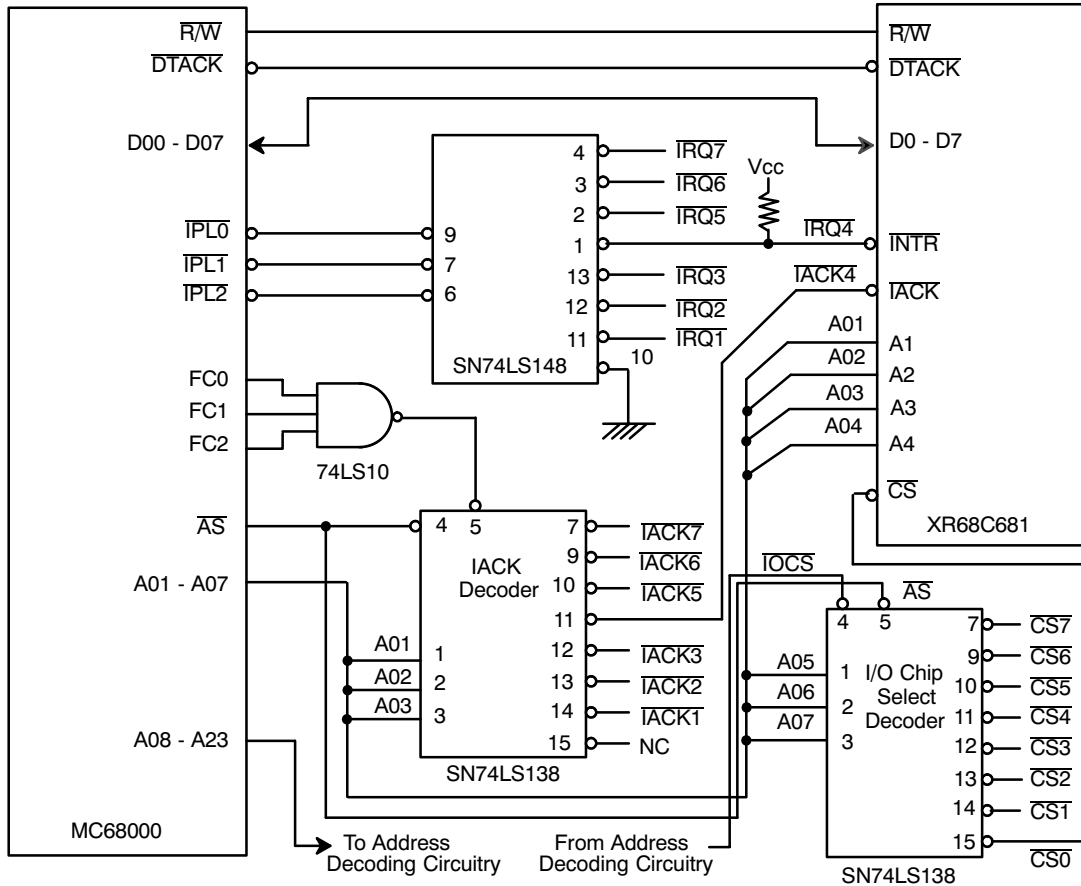 R/W
DTACK
D00 - D07
IPL0
IPL1
IPL2
FC0
FC1
FC2
AS
A01 - A07
A08 - A23
MC68000
9
7
6
4
3
2
1
13
12
11
10
SN74LS148
IRQ7
IRQ6
IRQ5
IRQ3
IRQ2
IRQ1
Vcc
IRQ4
IACK4
A01
A02
A03
A04
R/W
DTACK
D0 - D7
INTR
IACK
A1
A2
A3
A4
CS
XR68C681
74LS10
4
5
IACK
Decoder
A01
A02
A03
1
2
3
7
9
10
11
12
13
14
15
IACK7
IACK6
IACK5
IACK3
IACK2
IACK1
NC
SN74LS138
To Address
Decoding Circuitry
From Address
Decoding Circuitry
IOCS
AS
4
5
A05
A06
A07
1
2
3
I/O Chip
Select
Decoder
7
9
10
11
12
13
14
15
CS7
CS6
CS5
CS4
CS3
CS2
CS1
CS0
SN74LS138